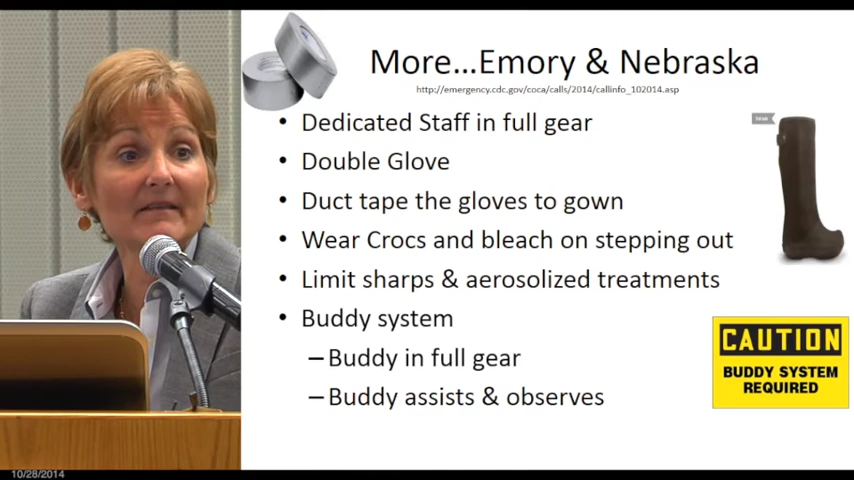 More…Emory & Nebraska
http://emergency.cdc.gov/coca/calls/2014/callinfo_102014.asp
• Dedicated Staff in full gear
• Double Glove
• Duct tape the gloves to gown
• Wear Crocs and bleach on stepping out
• Limit sharps & aerosolized treatments
• Buddy system
– Buddy in full gear
– Buddy assists & observes
CAUTION
BUDDY SYSTEM
REQUIRED
10/28/2014